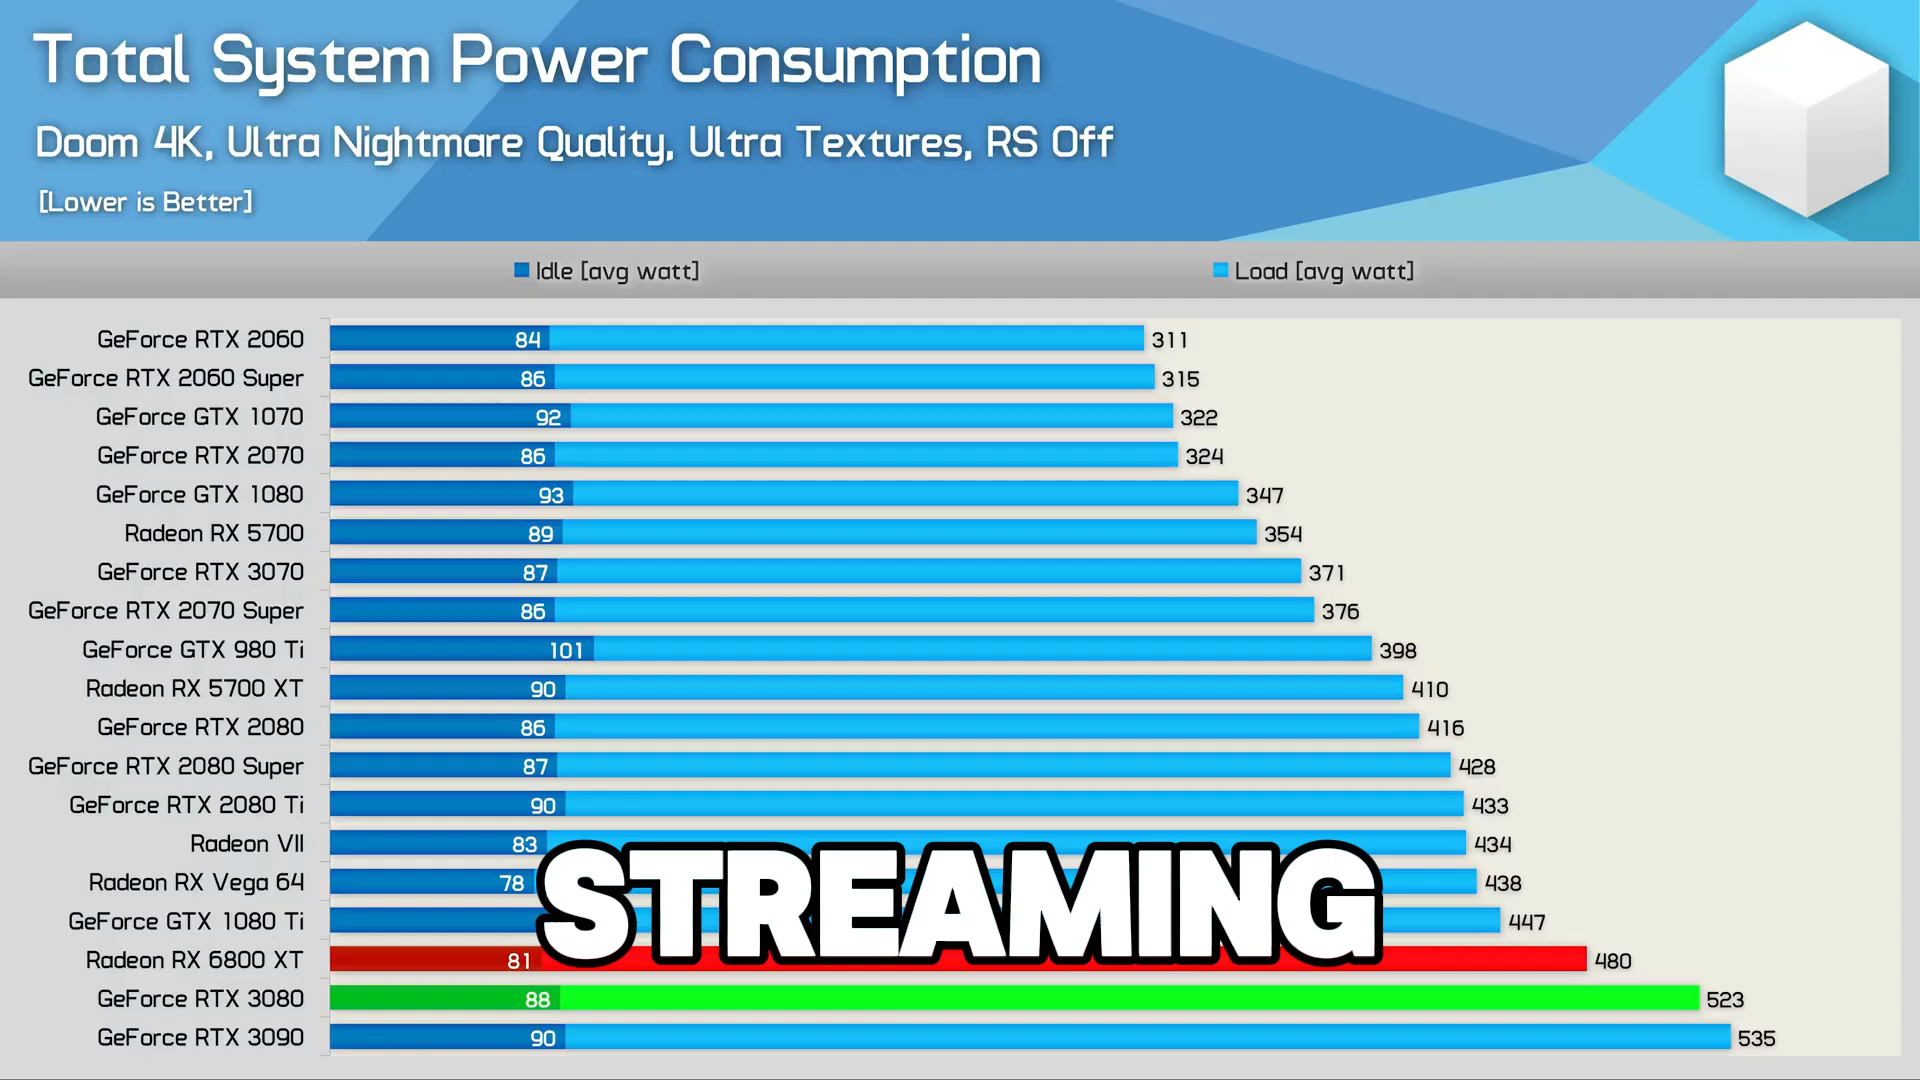 Total System Power Consumption
Doom 4K, Ultra Nightmare Quality, Ultra Textures, RS Off
[Lower is Better]
Idle [avg watt] Load [avg watt]
GeForce RTX 2060 84 311
GeForce RTX 2060 Super 86 315
GeForce GTX 1070 92 322
GeForce RTX 2070 86 324
GeForce GTX 1080 93 347
Radeon RX 5700 89 354
GeForce RTX 3070 87 371
GeForce RTX 2070 Super 86 376
GeForce GTX 980 Ti 101 398
Radeon RX 5700 XT 90 410
GeForce RTX 2080 86 416
GeForce RTX 2080 Super 87 428
GeForce RTX 2080 Ti 90 433
Radeon VII 83 434
Radeon RX Vega 64 78 438
GeForce GTX 1080 Ti 447
STREAMING
Radeon RX 6800 XT 81 480
GeForce RTX 3080 88 523
GeForce RTX 3090 90 535